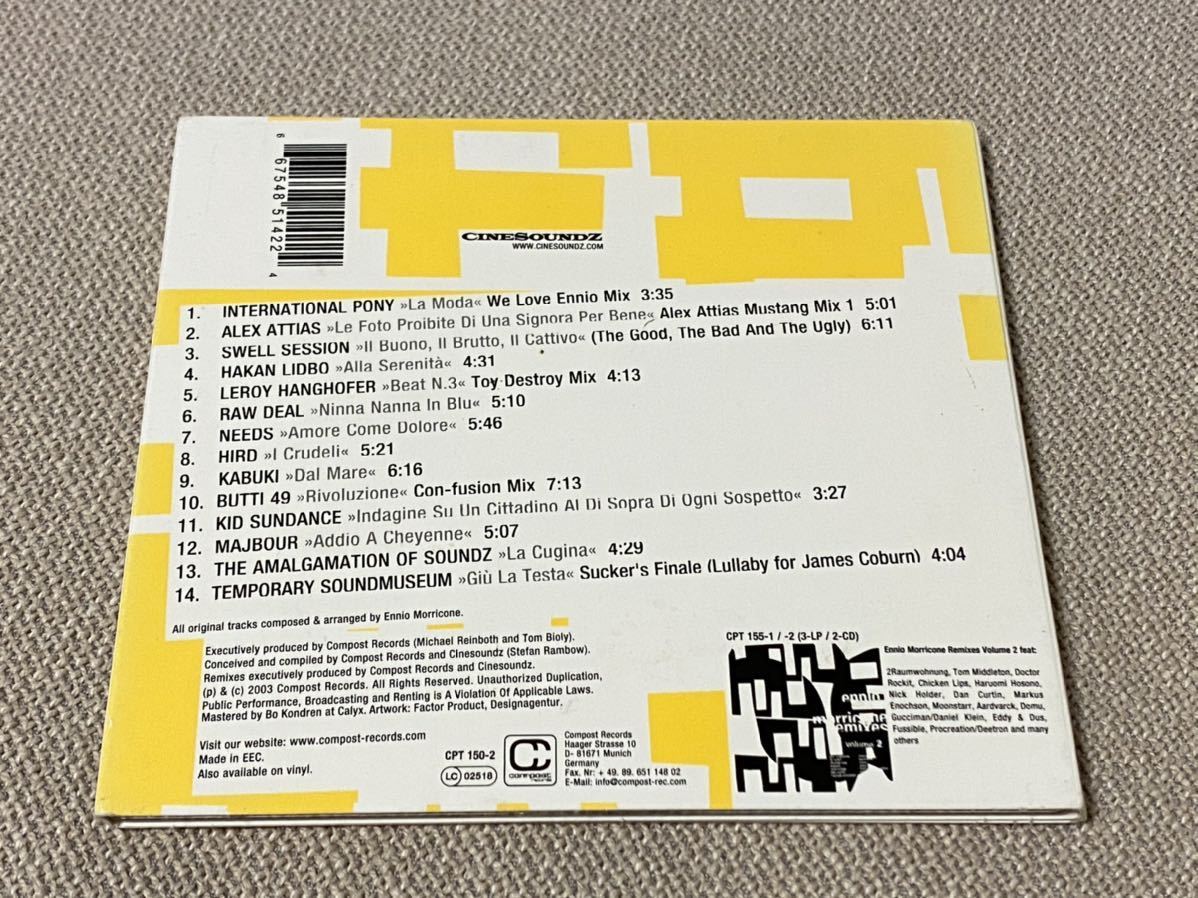 6 67548 51422 4
CINESOUNDZ
WWW.CINESOUNDZ.COM
1. INTERNATIONAL PONY »La Moda« We Love Ennio Mix 3:35
2. ALEX ATTIAS »Le Foto Proibite Di Una Signora Per Bene« Alex Attias Mustang Mix 1 5:01
3. SWELL SESSION »Il Buono, Il Brutto, Il Cattivo« (The Good, The Bad And The Ugly) 6:11
4. HAKAN LIDBO »Alla Serenità« 4:31
5. LEROY HANGHOFER »Beat N.3« Toy Destroy Mix 4:13
6. RAW DEAL »Ninna Nanna In Blu« 5:10
7. NEEDS »Amore Come Dolore« 5:46
8. HIRD »I Crudeli« 5:21
9. KABUKI »Dal Mare« 6:16
10. BUTTI 49 »Rivoluzione« Con-fusion Mix 7:13
11. KID SUNDANCE »Indagine Su Un Cittadino Al Di Sopra Di Ogni Sospetto« 3:27
12. MAJBOUR »Addio A Cheyenne« 5:07
13. THE AMALGAMATION OF SOUNDZ »La Cugina« 4:29
14. TEMPORARY SOUNDMUSEUM »Giù La Testa« Sucker's Finale (Lullaby for James Coburn) 4:04
All original tracks composed & arranged by Ennio Morricone.
Executively produced by Compost Records (Michael Reinboth and Tom Bioly).
Conceived and compiled by Compost Records and Cinesoundz (Stefan Rambow).
Remixes executively produced by Compost Records and Cinesoundz.
(p) & (c) 2003 Compost Records. All Rights Reserved. Unauthorized Duplication,
Public Performance, Broadcasting and Renting is A Violation Of Applicable Laws.
Mastered by Bo Kondren at Calyx. Artwork: Factor Product, Designagentur.
Visit our website: www.compost-records.com
Made in EEC.
Also available on vinyl.
CPT 150-2
LC 02518
compost
Compost Records
Haager Strasse 10
D- 81671 Munich
Germany
Fax. Nr: + 49. 89. 651 148 02
E-Mail: info@compost-rec.com
CPT 155-1 / -2 (3-LP / 2-CD)
ennio
morricone
remixes
volume 2
Ennio Morricone Remixes Volume 2 feat:
2Raumwohnung, Tom Middleton, Doctor
Rockit, Chicken Lips, Haruomi Hosono,
Nick Holder, Dan Curtin, Markus
Enochson, Moonstarr, Aardvarck, Domu,
Gucciman/Daniel Klein, Eddy & Dus,
Fussible, Procreation/Deetron and many
others